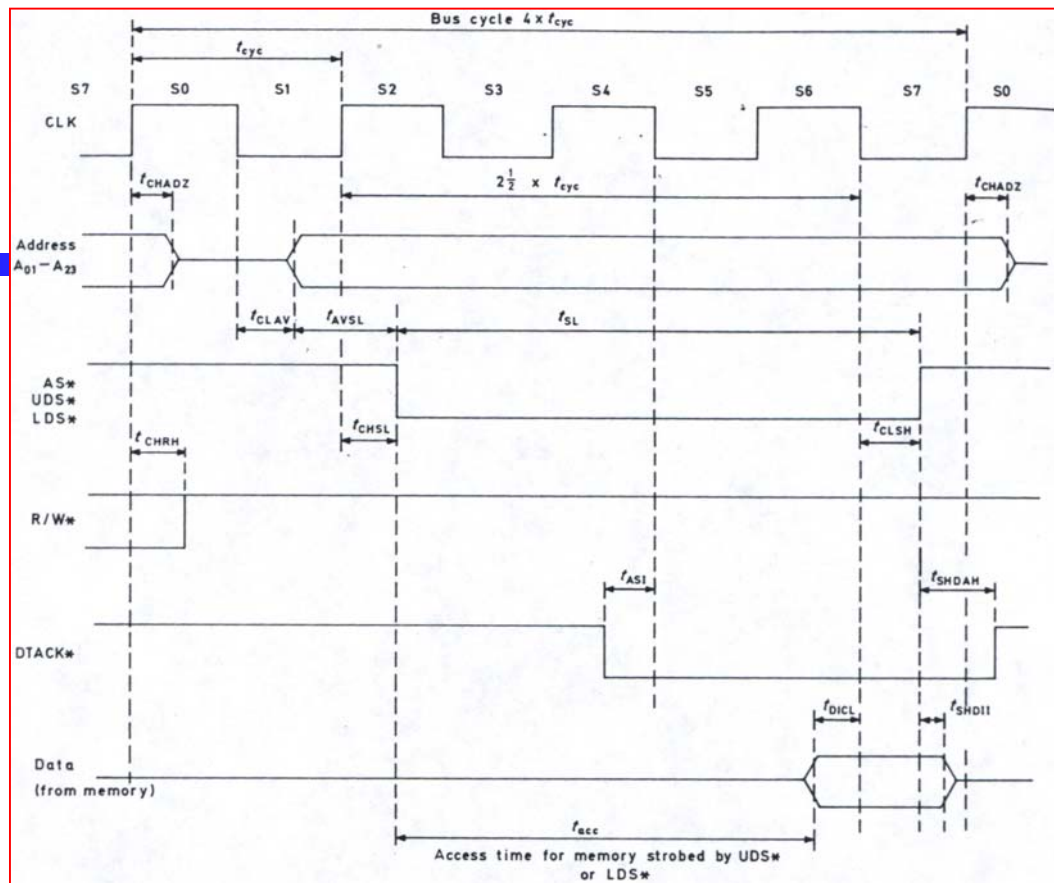 Bus cycle 4 x tcyc
tcyc
S7 S0 S1 S2 S3 S4 S5 S6 S7 S0
CLK
tCHADZ
2½ x tcyc
tCHADZ
Address
A01-A23
tCLAV tAVSL tSL
AS*
UDS*
LDS*
tCHSL
tCLSH
tCHRH
R/W*
tASI
tSHDAH
DTACK*
tDICL
tSHDII
Data
(from memory)
tacc
Access time for memory strobed by UDS*
or LDS*